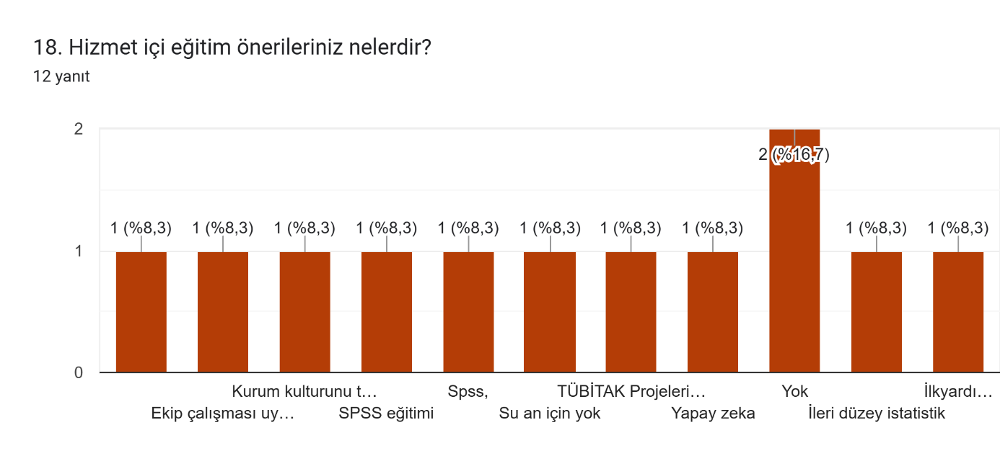 18. Hizmet içi eğitim önerileriniz nelerdir?
12 yanıt
2
1
0
1 (%8,3)
1 (%8,3)
1 (%8,3)
1 (%8,3)
1 (%8,3)
1 (%8,3)
1 (%8,3)
1 (%8,3)
2 (%16,7)
1 (%8,3)
1 (%8,3)
Ekip çalışması uy…
Kurum kulturunu t…
SPSS eğitimi
Spss,
Su an için yok
TÜBİTAK Projeleri…
Yapay zeka
Yok
İleri düzey istatistik
İlkyardı…